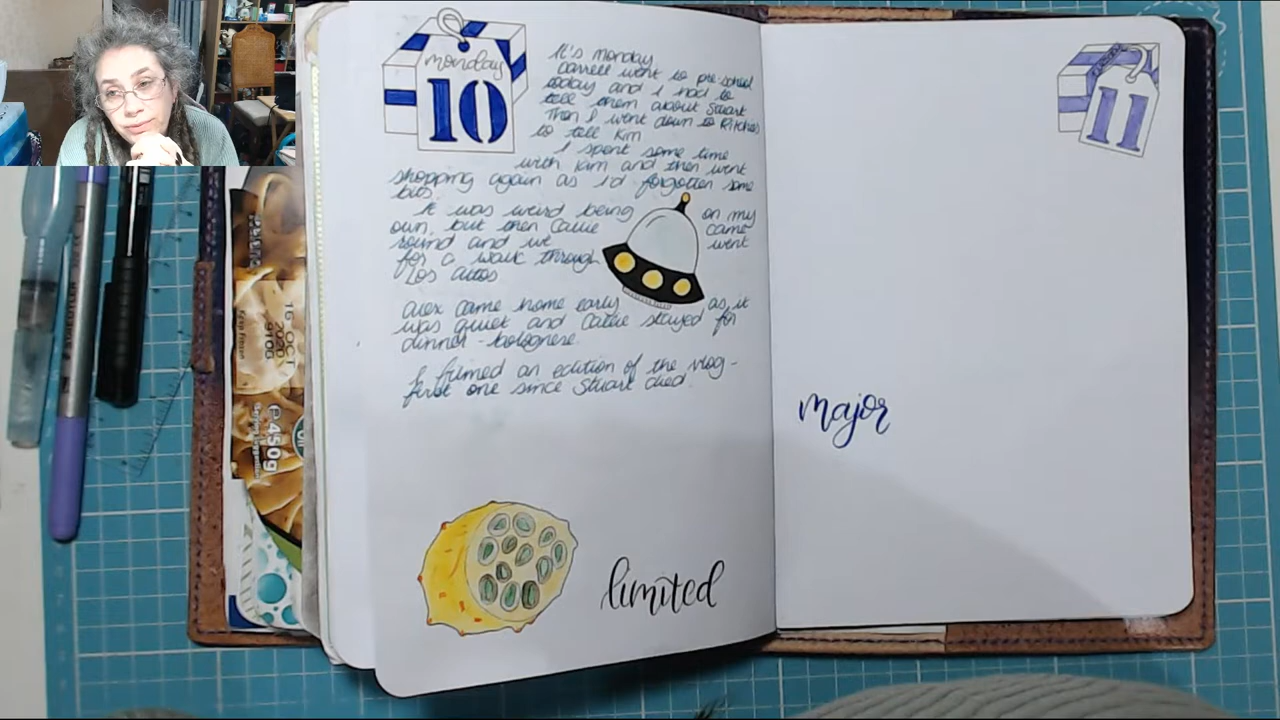 monday
10
It's monday
Carrell went to pre-school
today and I had to
tell them about Stuart
Then I went down to Ritchies
to tell Kim
I spent some time
with Kim and then went
shopping again as I'd forgotten some
bits.
It was weird being on my
own, but then Callie came
round and we went
for a walk through
Los Altos
Alex came home early as it
was quiet and Callie stayed for
dinner - bolognese.
I filmed an edition of the vlog -
first one since Stuart died.
limited
11
major
16 OCT
2020
910G
℮450g